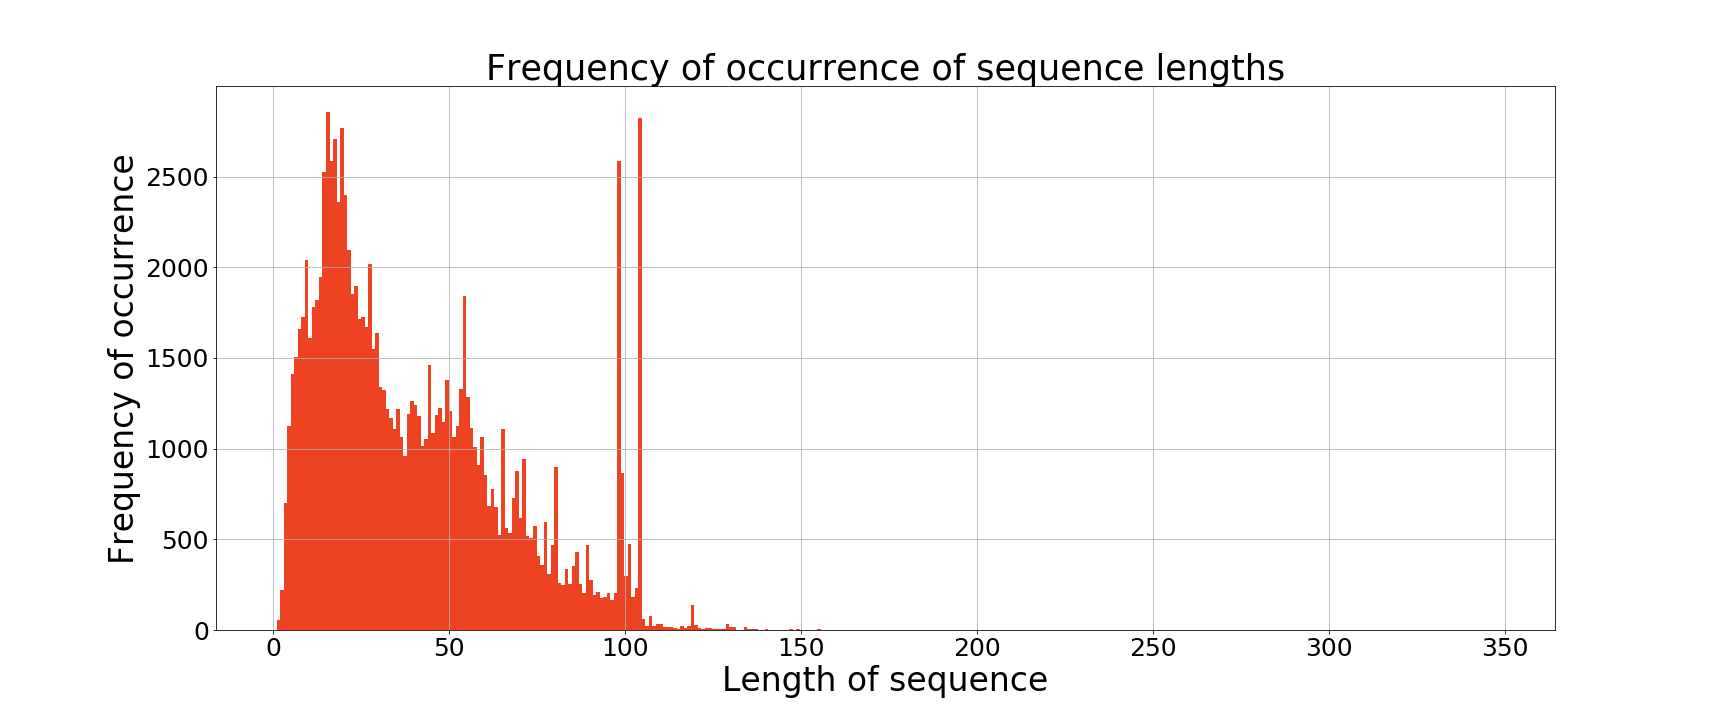 Frequency of occurrence of sequence lengths
Frequency of occurrence
2500
2000
1500
1000
500
0
0 50 100 150 200 250 300 350
Length of sequence